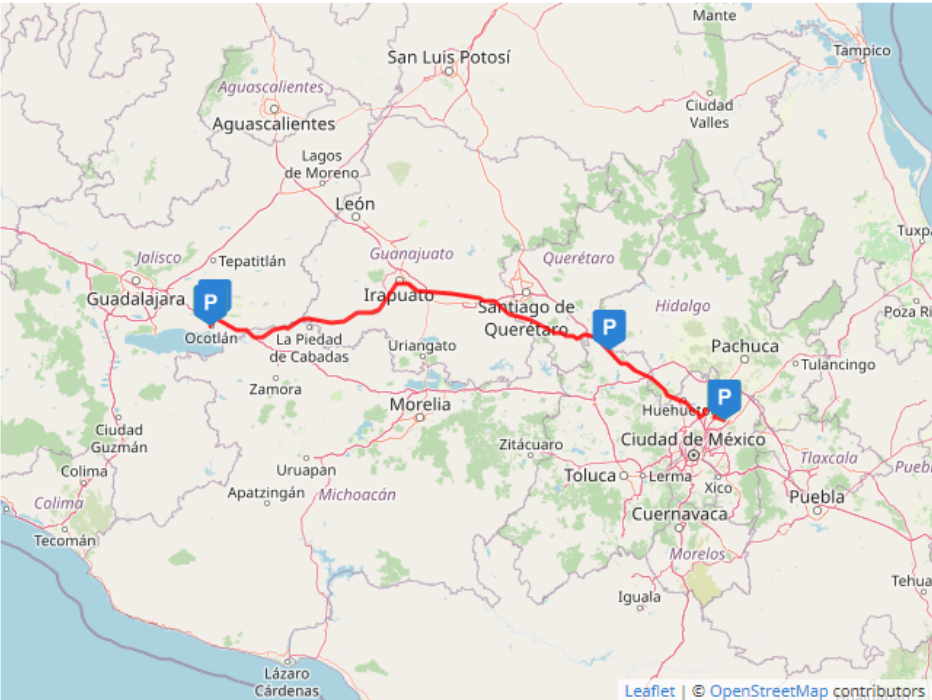 Mante
Tampico
San Luis Potosí
Aguascalientes
Ciudad
Valles
Aguascalientes
Lagos
de Moreno
León
Tuxpa
Jalisco
Tepatitlán
Guanajuato
Querétaro
P
Guadalajara
Irapuato
Santiago de
Querétaro
Hidalgo
Poza Ri
P
Ocotlán
La Piedad
de Cabadas
Uriangato
Pachuca
Tulancingo
Zamora
P
Morelia
Huehueto
Ciudad
Guzmán
Zitácuaro
Ciudad de México
Tlaxcala
Colima
Uruapan
Toluca
Lerma
Xico
Pueb
Apatzingán
Michoacán
Puebla
Colima
Cuernavaca
Tecomán
Morelos
Tehua
Iguala
Lázaro
Cárdenas
Leaflet | © OpenStreetMap contributors